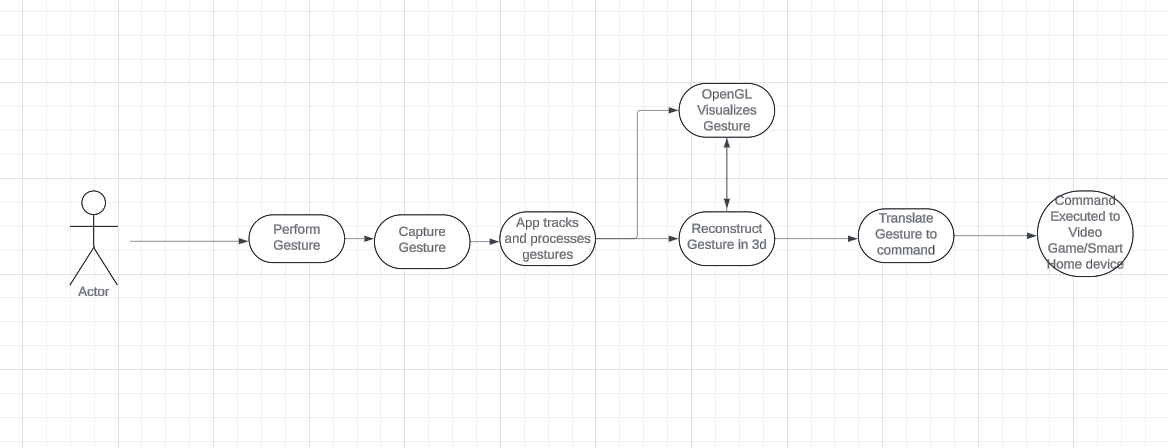 OpenGL
Visualizes
Gesture
Actor
Perform
Gesture
Capture
Gesture
App tracks
and processes
gestures
Reconstruct
Gesture in 3d
Translate
Gesture to
command
Command
Executed to
Video
Game/Smart
Home device